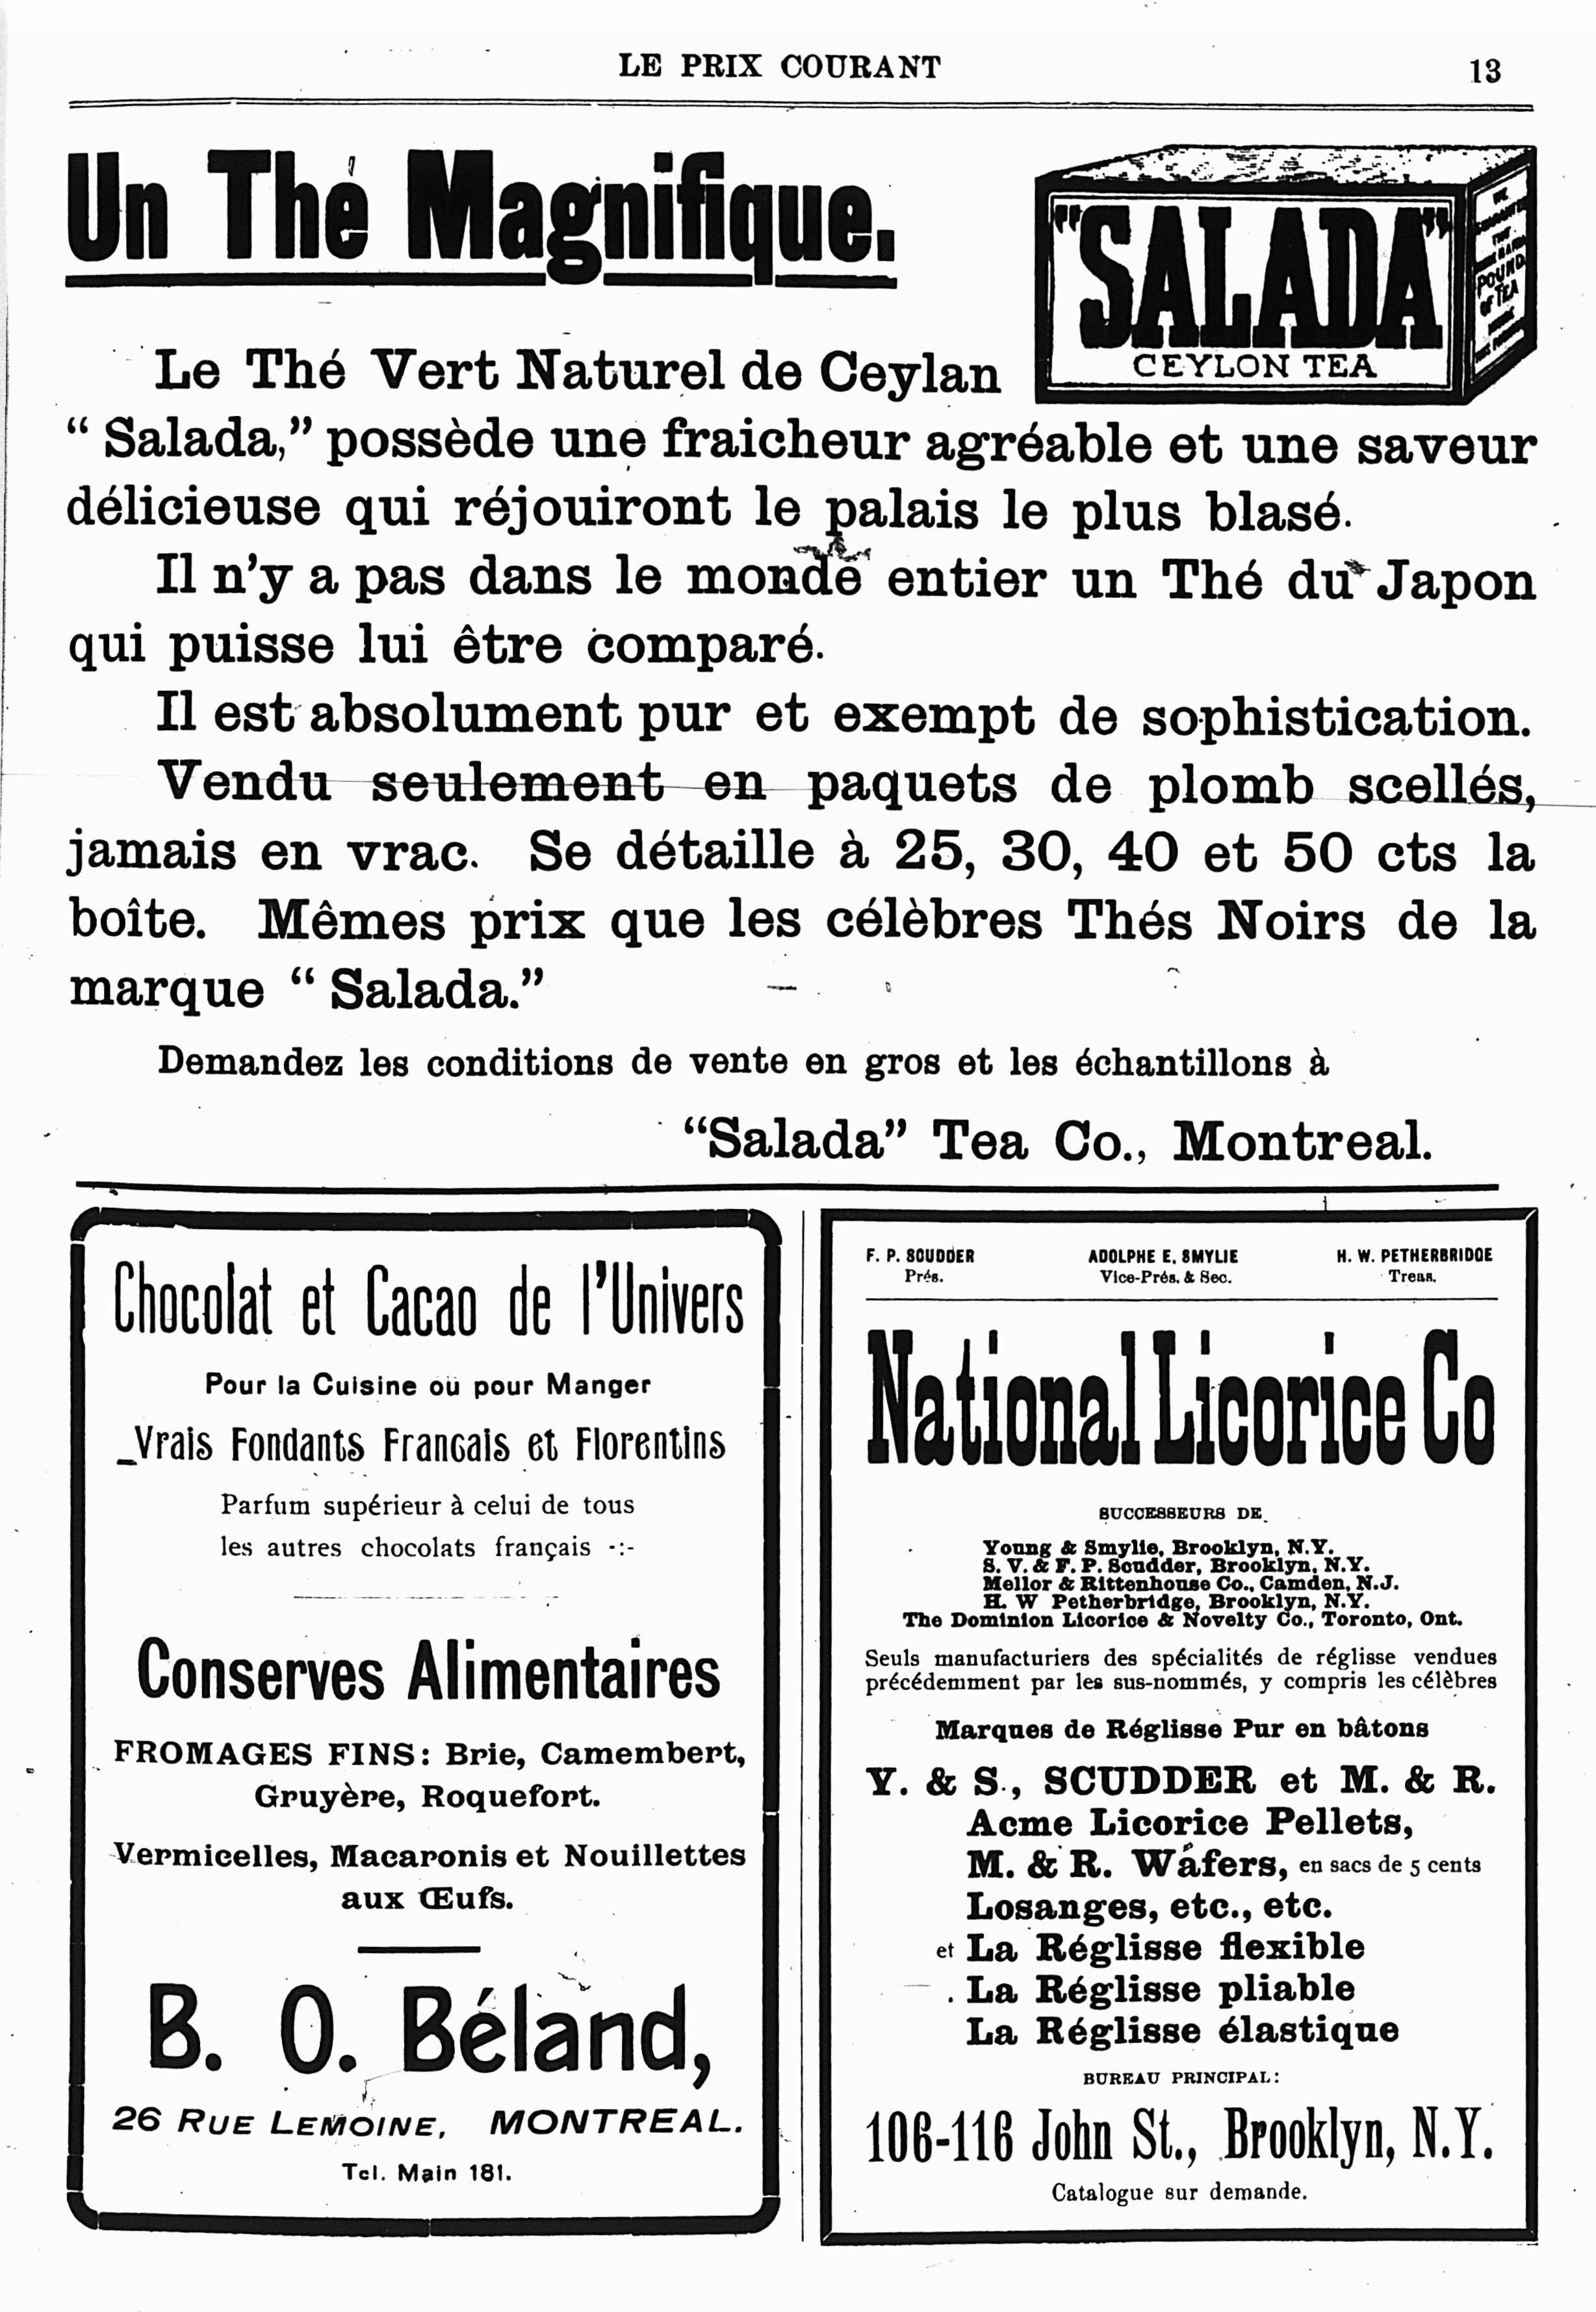 LE PRIX COURANT
13
Un Thé Magnifique.
"SALADA"
CEYLON TEA
POUND
of TEA
Le Thé Vert Naturel de Ceylan
“ Salada,” possède une fraicheur agréable et une saveur
délicieuse qui réjouiront le palais le plus blasé.
Il n'y a pas dans le monde entier un Thé du Japon
qui puisse lui être comparé.
Il est absolument pur et exempt de sophistication.
Vendu seulement en paquets de plomb scellés,
jamais en vrac. Se détaille à 25, 30, 40 et 50 cts la
boîte. Mêmes prix que les célèbres Thés Noirs de la
marque “ Salada.”
Demandez les conditions de vente en gros et les échantillons à
“Salada” Tea Co., Montreal.
Chocolat et Cacao de l'Univers
Pour la Cuisine ou pour Manger
Vrais Fondants Francais et Florentins
Parfum supérieur à celui de tous
les autres chocolats français -:-
Conserves Alimentaires
FROMAGES FINS: Brie, Camembert,
Gruyère, Roquefort.
Vermicelles, Macaronis et Nouillettes
aux Œufs.
B. O. Béland,
26 RUE LEMOINE, MONTREAL.
Tel. Main 181.
F. P. SCUDDER ADOLPHE E. SMYLIE H. W. PETHERBRIDGE
Prés. Vice-Prés. & Sec. Treas.
National Licorice Co
SUCCESSEURS DE
Young & Smylie, Brooklyn, N.Y.
S. V. & F. P. Scudder, Brooklyn, N.Y.
Mellor & Rittenhouse Co., Camden, N.J.
H. W Petherbridge, Brooklyn, N.Y.
The Dominion Licorice & Novelty Co., Toronto, Ont.
Seuls manufacturiers des spécialités de réglisse vendues
précédemment par les sus-nommés, y compris les célèbres
Marques de Réglisse Pur en bâtons
Y. & S., SCUDDER et M. & R.
Acme Licorice Pellets,
M. & R. Wafers, en sacs de 5 cents
Losanges, etc., etc.
et La Réglisse flexible
La Réglisse pliable
La Réglisse élastique
BUREAU PRINCIPAL:
106-116 John St., Brooklyn, N.Y.
Catalogue sur demande.